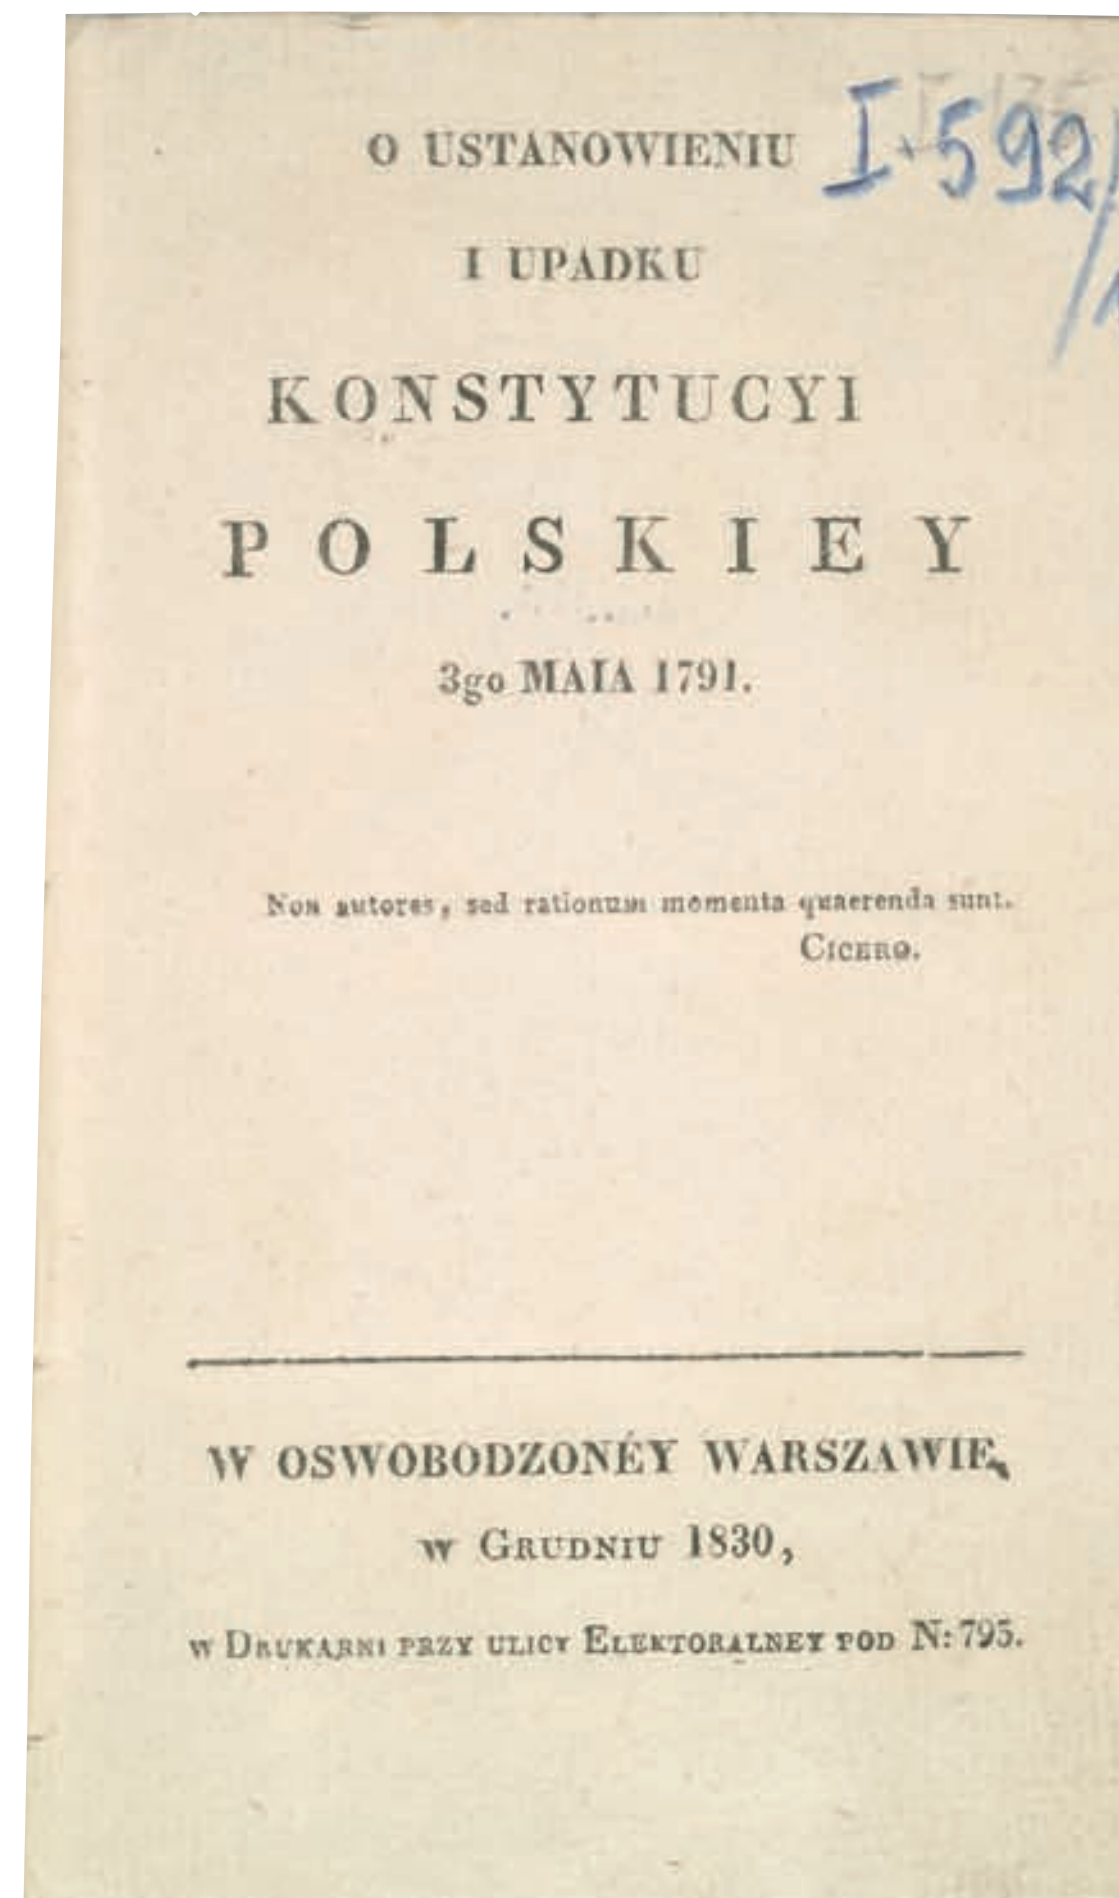 O USTANOWIENIU
I. 592/
I UPADKU
KONSTYTUCYI
POLSKIEY
3go MAIA 1791.
Non autores, sed rationum momenta quaerenda sunt.
CICERO.
W OSWOBODZONÉY WARSZAWIE,
W GRUDNIU 1830,
W DRUKARNI PRZY ULICY ELEKTORALNEY POD N: 795.